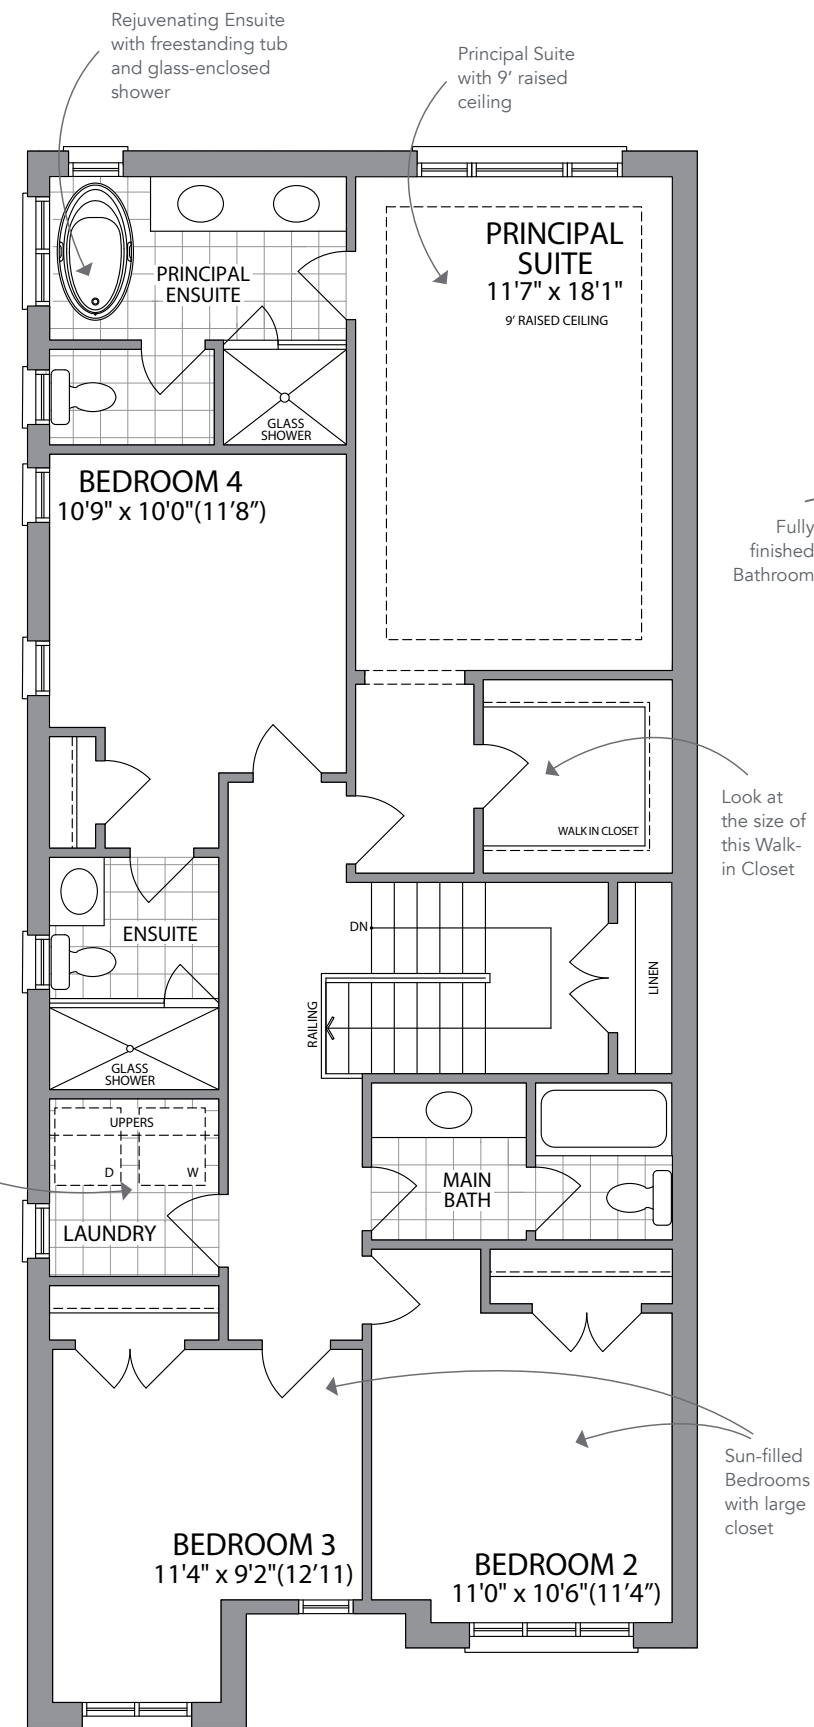 Rejuvenating Ensuite
with freestanding tub
and glass-enclosed
shower
Principal Suite
with 9’ raised
ceiling
PRINCIPAL
SUITE
11'7" x 18'1"
9’ RAISED CEILING
PRINCIPAL
ENSUITE
GLASS
SHOWER
BEDROOM 4
10'9" x 10'0"(11’8”)
Fully
finished
Bathroom
Look at
the size of
this Walk-
in Closet
WALK IN CLOSET
ENSUITE
DN
LINEN
RAILING
GLASS
SHOWER
UPPERS
D
W
LAUNDRY
MAIN
BATH
Sun-filled
Bedrooms
with large
closet
BEDROOM 3
11'4" x 9'2"(12’11)
BEDROOM 2
11'0" x 10'6"(11’4”)